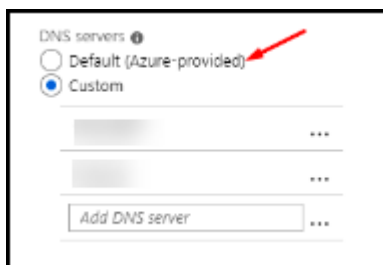 DNS servers
Default (Azure-provided)
Custom
...
...
Add DNS server
...